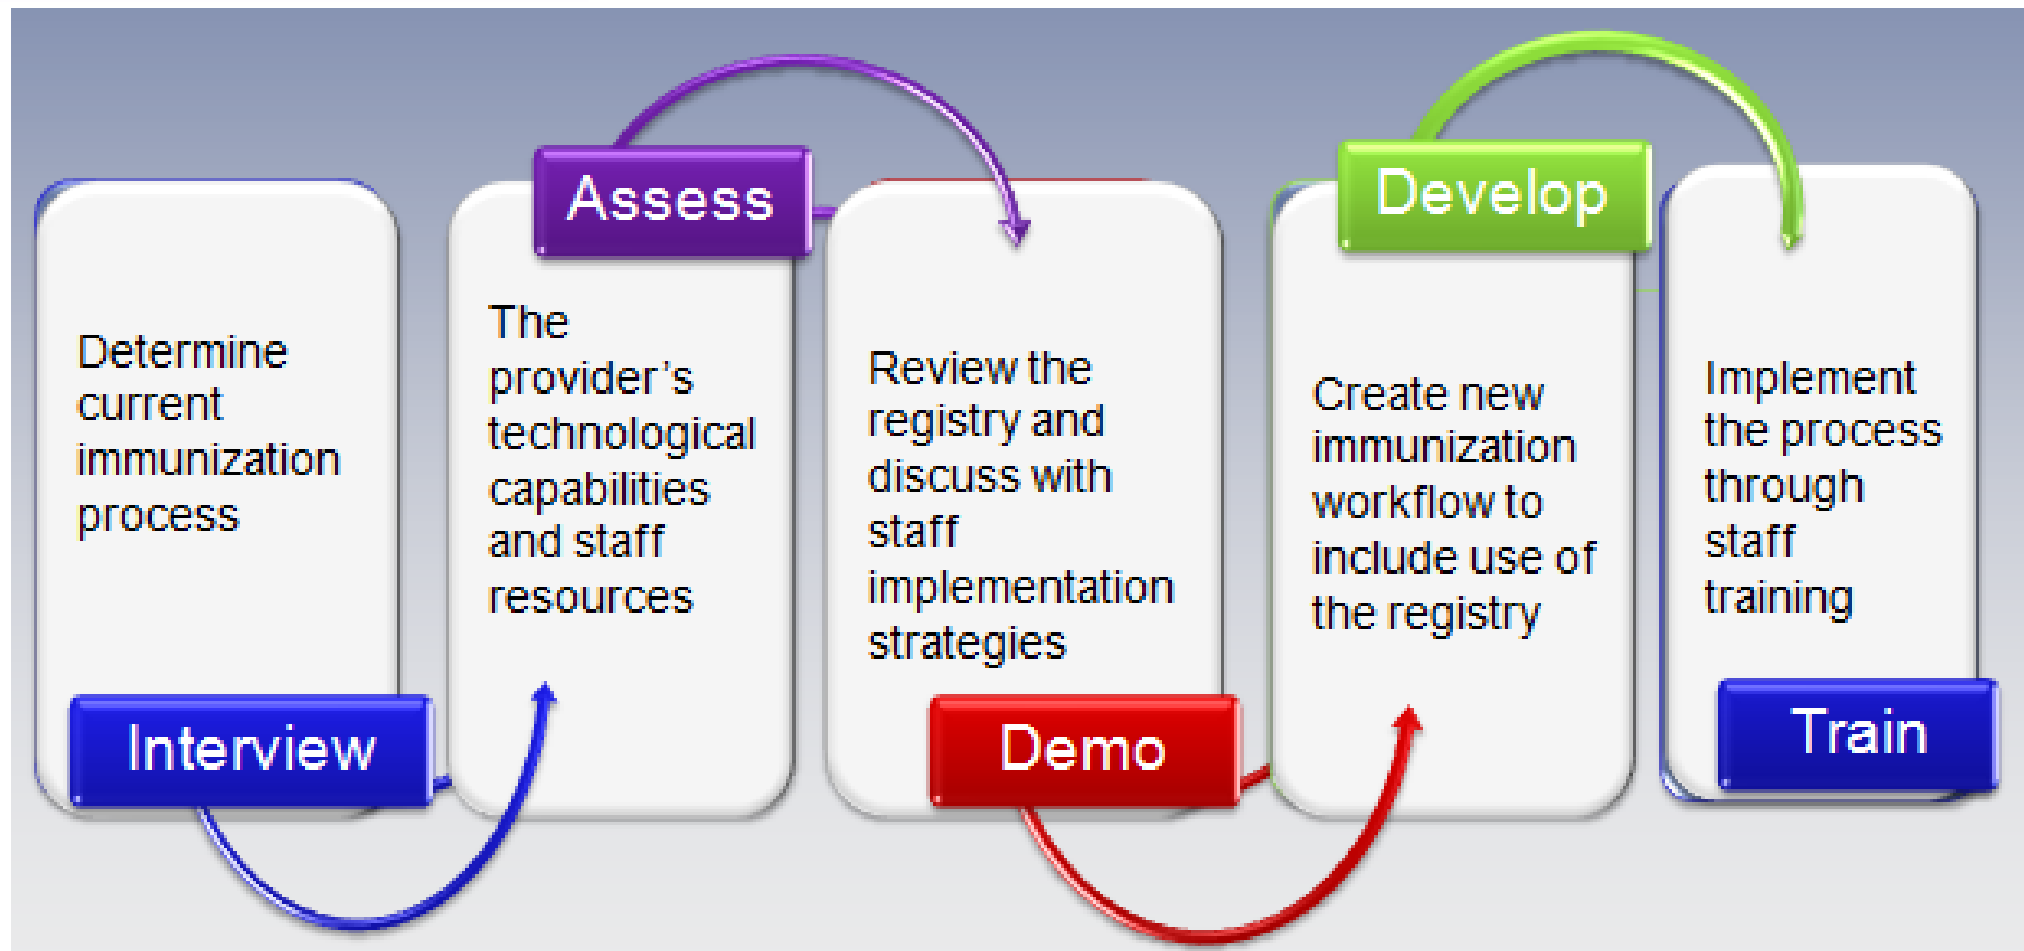 Determine
current
immunization
process
Interview
Assess
The
provider’s
technological
capabilities
and staff
resources
Review the
registry and
discuss with
staff
implementation
strategies
Demo
Develop
Create new
immunization
workflow to
include use of
the registry
Implement
the process
through
staff
training
Train